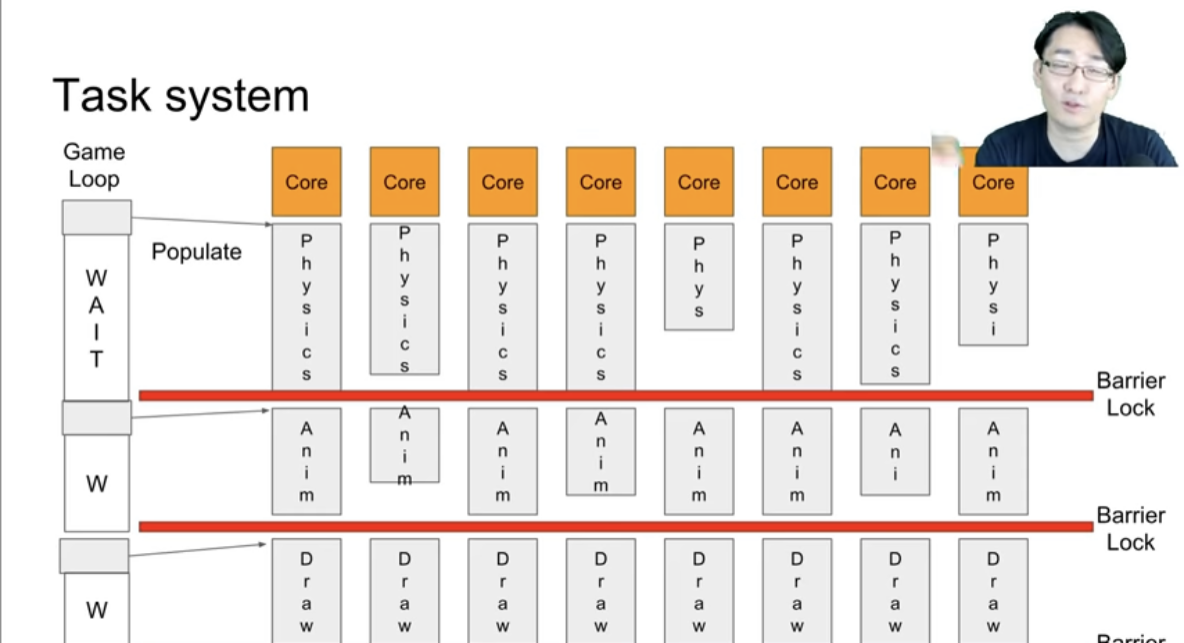 Task system
Game
Loop
Core Core Core Core Core Core Core Core
Populate
WAIT
Physics Physics Physics Physics Phys Physics Physics Physi
Barrier
Lock
W
Anim Anim Anim Anim Anim Anim Ani Anim
Barrier
Lock
W
Draw Draw Draw Draw Draw Draw Draw Draw
Barrier